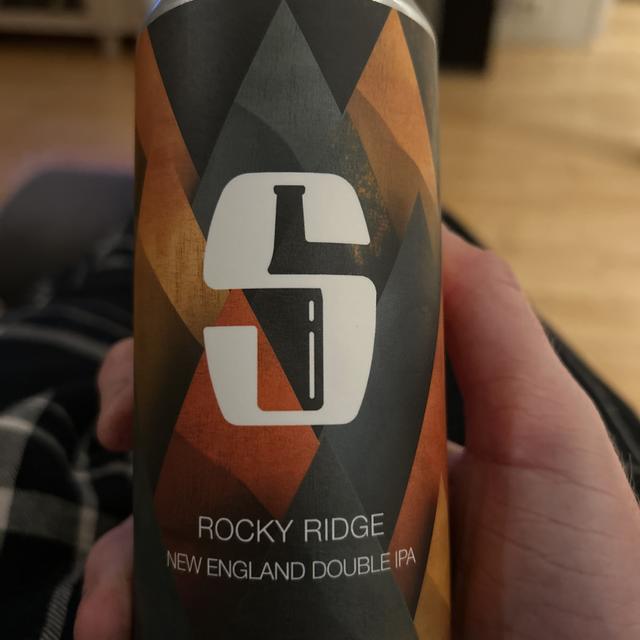 S
ROCKY RIDGE
NEW ENGLAND DOUBLE IPA